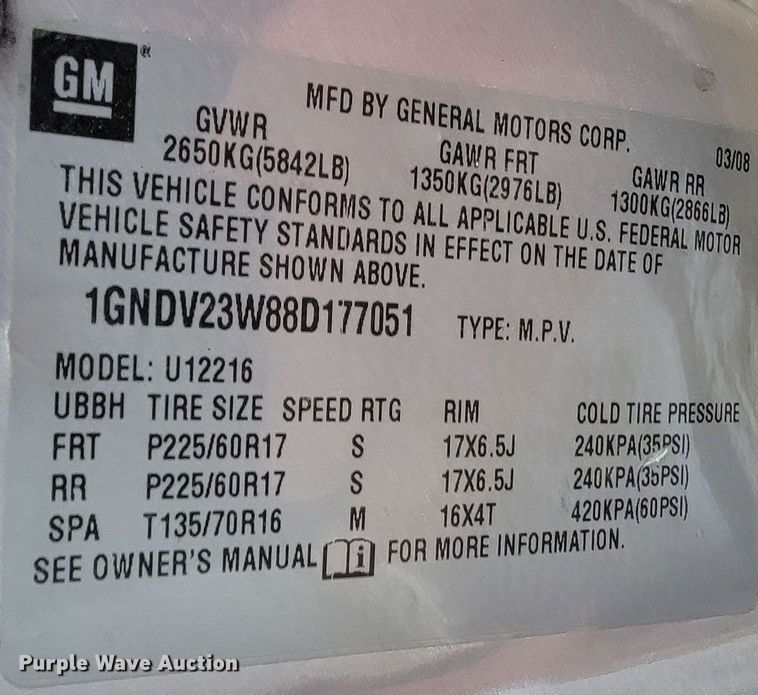 GM®
MFD BY GENERAL MOTORS CORP. 03/08
GVWR GAWR FRT GAWR RR
2650KG(5842LB) 1350KG(2976LB) 1300KG(2866LB)
THIS VEHICLE CONFORMS TO ALL APPLICABLE U.S. FEDERAL MOTOR
VEHICLE SAFETY STANDARDS IN EFFECT ON THE DATE OF
MANUFACTURE SHOWN ABOVE.
1GNDV23W88D177051 TYPE: M.P.V.
MODEL: U12216
UBBH TIRE SIZE SPEED RTG RIM COLD TIRE PRESSURE
FRT P225/60R17 S 17X6.5J 240KPA(35PSI)
RR P225/60R17 S 17X6.5J 240KPA(35PSI)
SPA T135/70R16 M 16X4T 420KPA(60PSI)
SEE OWNER'S MANUAL i FOR MORE INFORMATION.
Purple Wave Auction